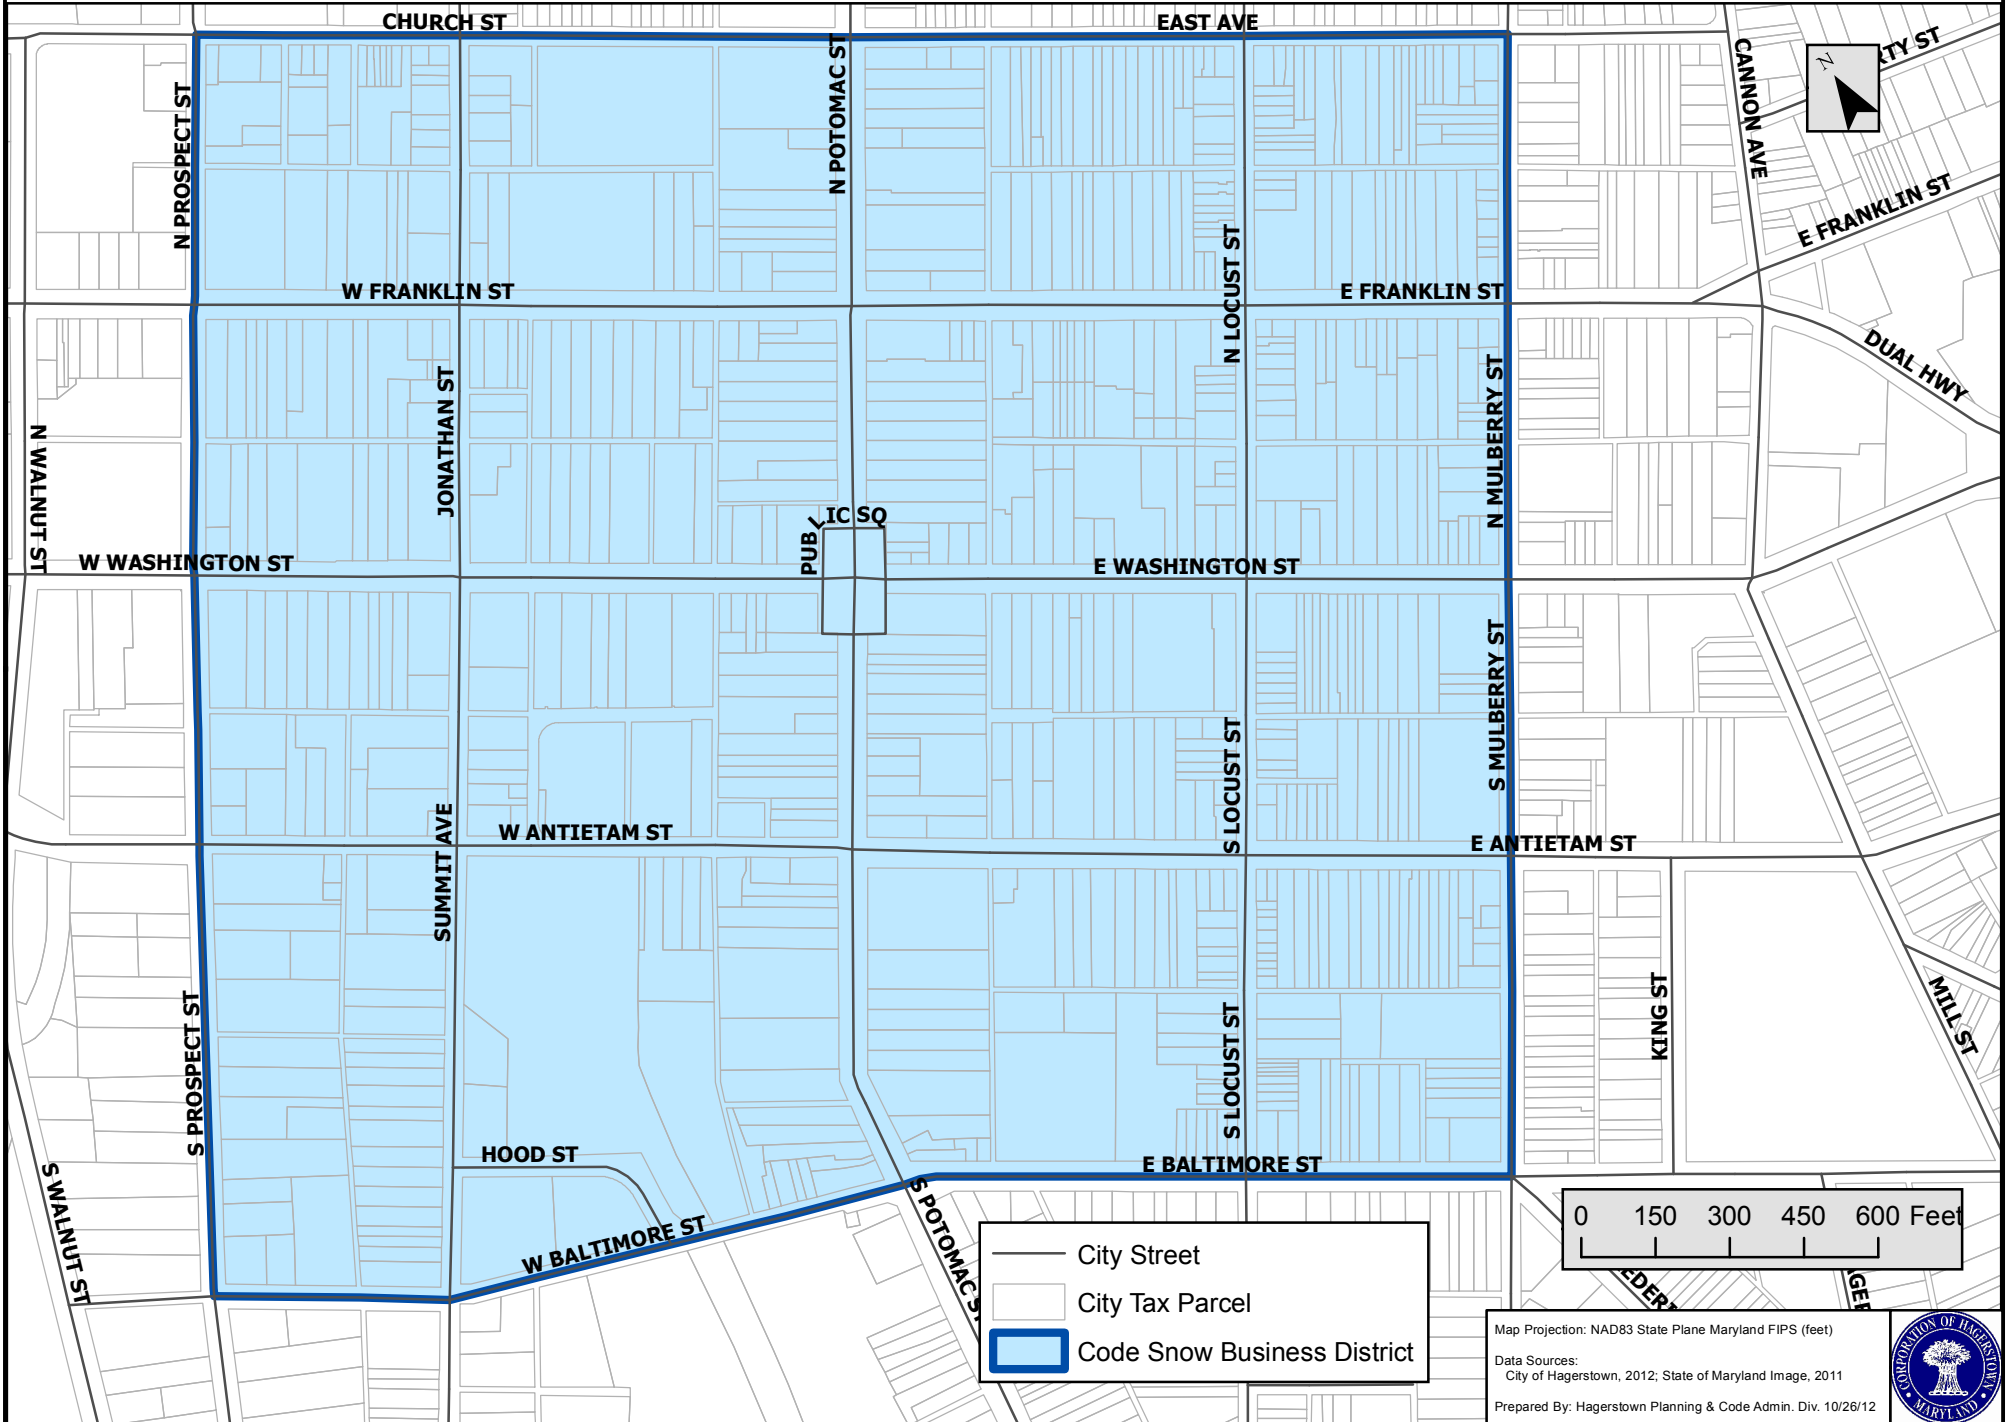 CHURCH ST
EAST AVE
N PROSPECT ST
N POTOMAC ST
CANNON AVE
RTY ST
N
E FRANKLIN ST
N LOCUST ST
W FRANKLIN ST
E FRANKLIN ST
DUAL HWY
N WALNUT ST
JONATHAN ST
N MULBERRY ST
PUBLIC SQ
W WASHINGTON ST
E WASHINGTON ST
S MULBERRY ST
S LOCUST ST
SUMMIT AVE
W ANTIETAM ST
E ANTIETAM ST
S PROSPECT ST
S LOCUST ST
KING ST
MILL ST
HOOD ST
E BALTIMORE ST
S WALNUT ST
W BALTIMORE ST
S POTOMAC ST
0 150 300 450 600 Feet
EDERI
AGER
City Street
City Tax Parcel
Code Snow Business District
Map Projection: NAD83 State Plane Maryland FIPS (feet)
Data Sources:
City of Hagerstown, 2012; State of Maryland Image, 2011
Prepared By: Hagerstown Planning & Code Admin. Div. 10/26/12
CORPORATION OF HAGERSTOWN
MARYLAND